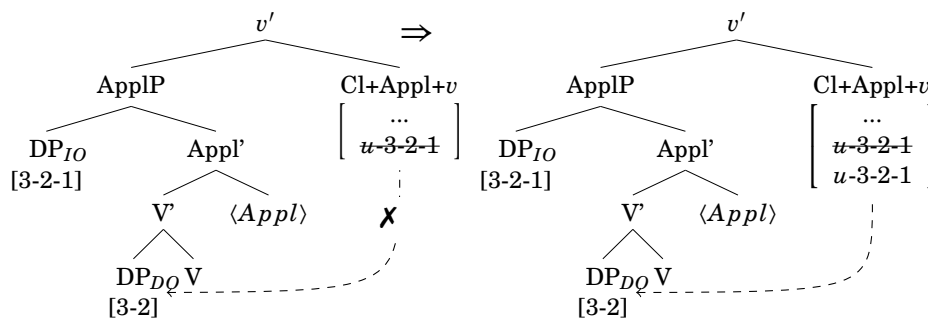 v′ ⇒ v′
ApplP Cl+Appl+v ApplP Cl+Appl+v
... ...
DP_IO Appl’ u-3-2-1 DP_IO Appl’ u-3-2-1
[3-2-1] [3-2-1] u-3-2-1
V’ ⟨Appl⟩ ✗ V’ ⟨Appl⟩
DP_DO V DP_DO V
[3-2] [3-2]